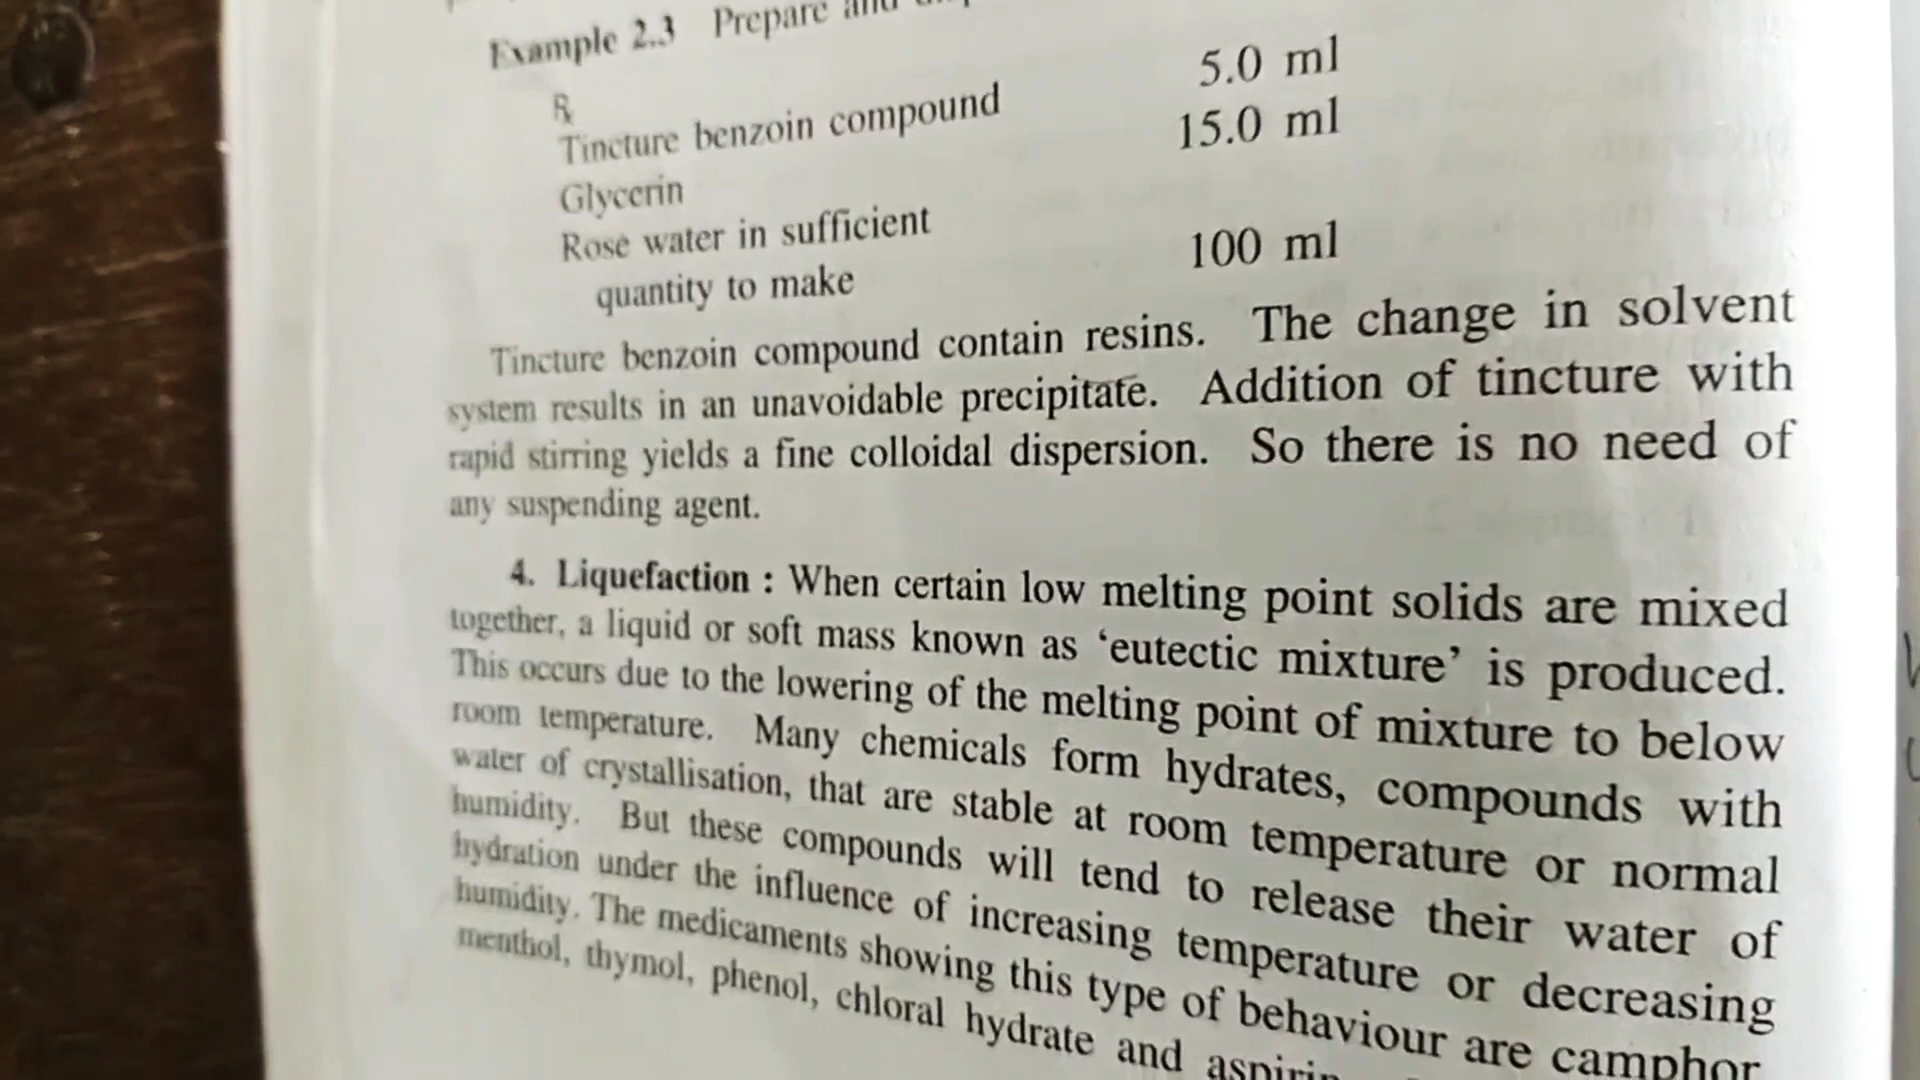 Example 2.3 Prepare and
℞
Tincture benzoin compound 5.0 ml
Glycerin 15.0 ml
Rose water in sufficient
quantity to make 100 ml
Tincture benzoin compound contain resins. The change in solvent
system results in an unavoidable precipitate. Addition of tincture with
rapid stirring yields a fine colloidal dispersion. So there is no need of
any suspending agent.
4. Liquefaction : When certain low melting point solids are mixed
together, a liquid or soft mass known as ‘eutectic mixture’ is produced.
This occurs due to the lowering of the melting point of mixture to below
room temperature. Many chemicals form hydrates, compounds with
water of crystallisation, that are stable at room temperature or normal
humidity. But these compounds will tend to release their water of
hydration under the influence of increasing temperature or decreasing
humidity. The medicaments showing this type of behaviour are camphor,
menthol, thymol, phenol, chloral hydrate and aspirin